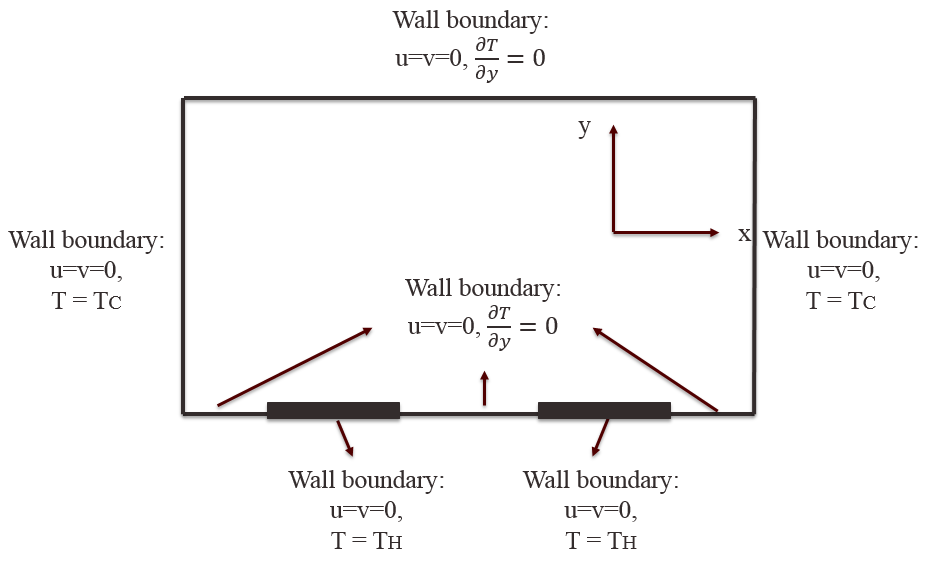 Wall boundary:
u=v=0, ∂T/∂y = 0
y
x
Wall boundary:
u=v=0,
T = TC
Wall boundary:
u=v=0,
T = TC
Wall boundary:
u=v=0, ∂T/∂y = 0
Wall boundary:
u=v=0,
T = TH
Wall boundary:
u=v=0,
T = TH